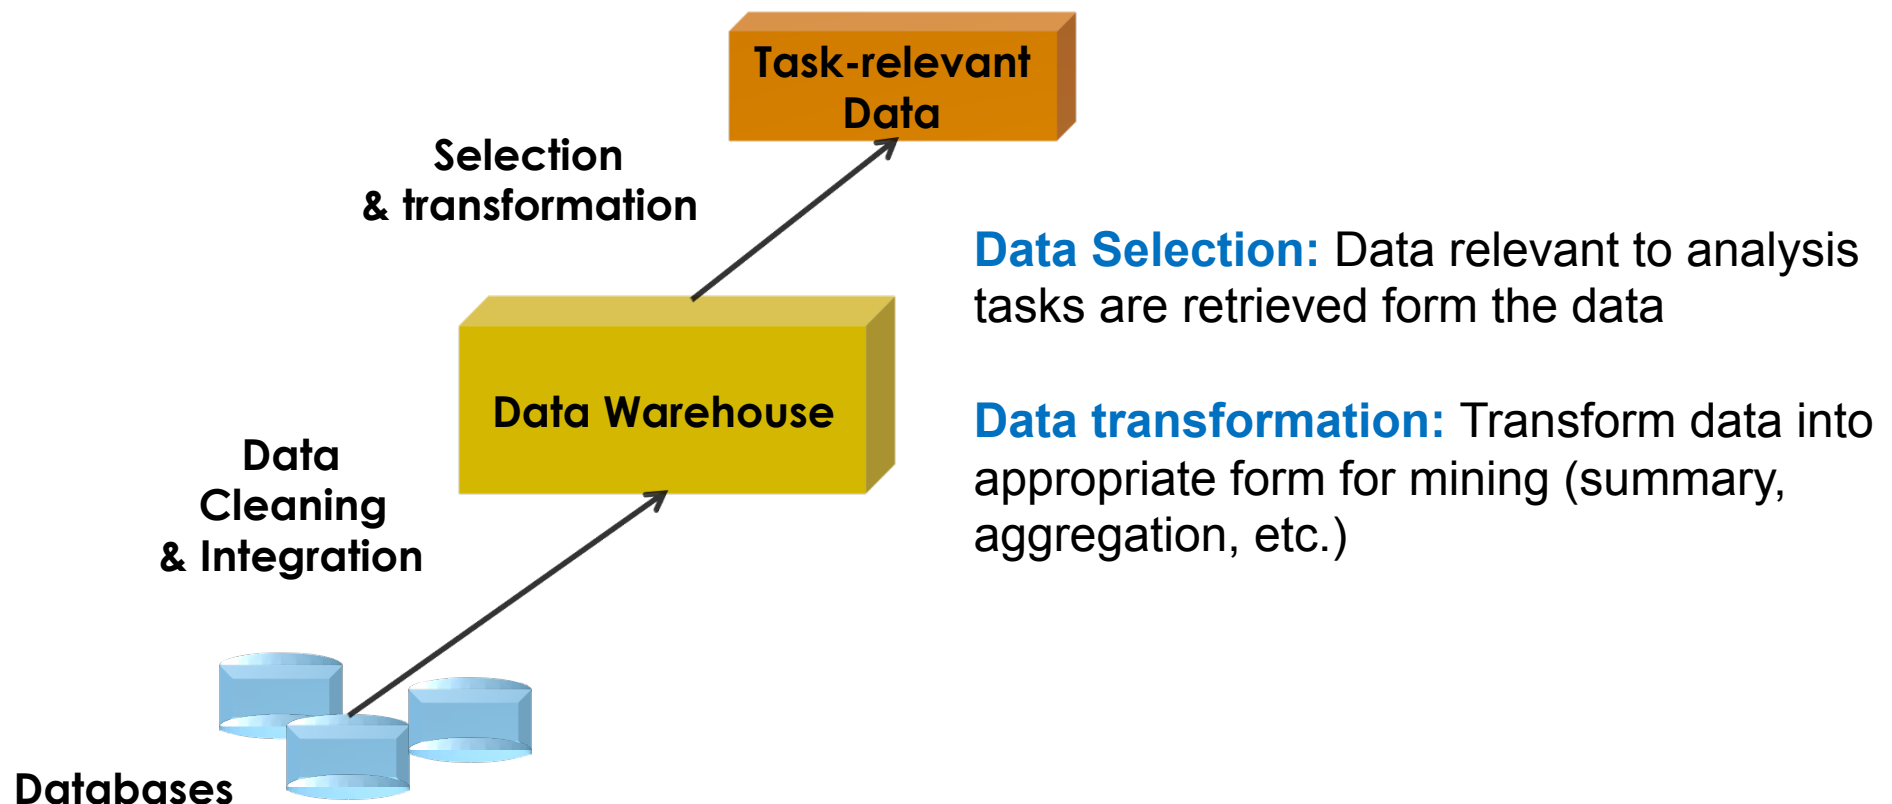 Task-relevant
Data
Selection
& transformation
Data Selection: Data relevant to analysis
tasks are retrieved form the data
Data Warehouse
Data transformation: Transform data into
appropriate form for mining (summary,
aggregation, etc.)
Data
Cleaning
& Integration
Databases